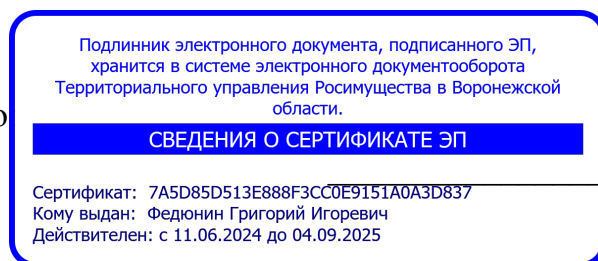 Подлинник электронного документа, подписанного ЭП,
хранится в системе электронного документооборота
Территориального управления Росимущества в Воронежской
области.
СВЕДЕНИЯ О СЕРТИФИКАТЕ ЭП
Сертификат: 7A5D85D513E888F3CC0E9151A0A3D837
Кому выдан: Федюнин Григорий Игоревич
Действителен: с 11.06.2024 до 04.09.2025